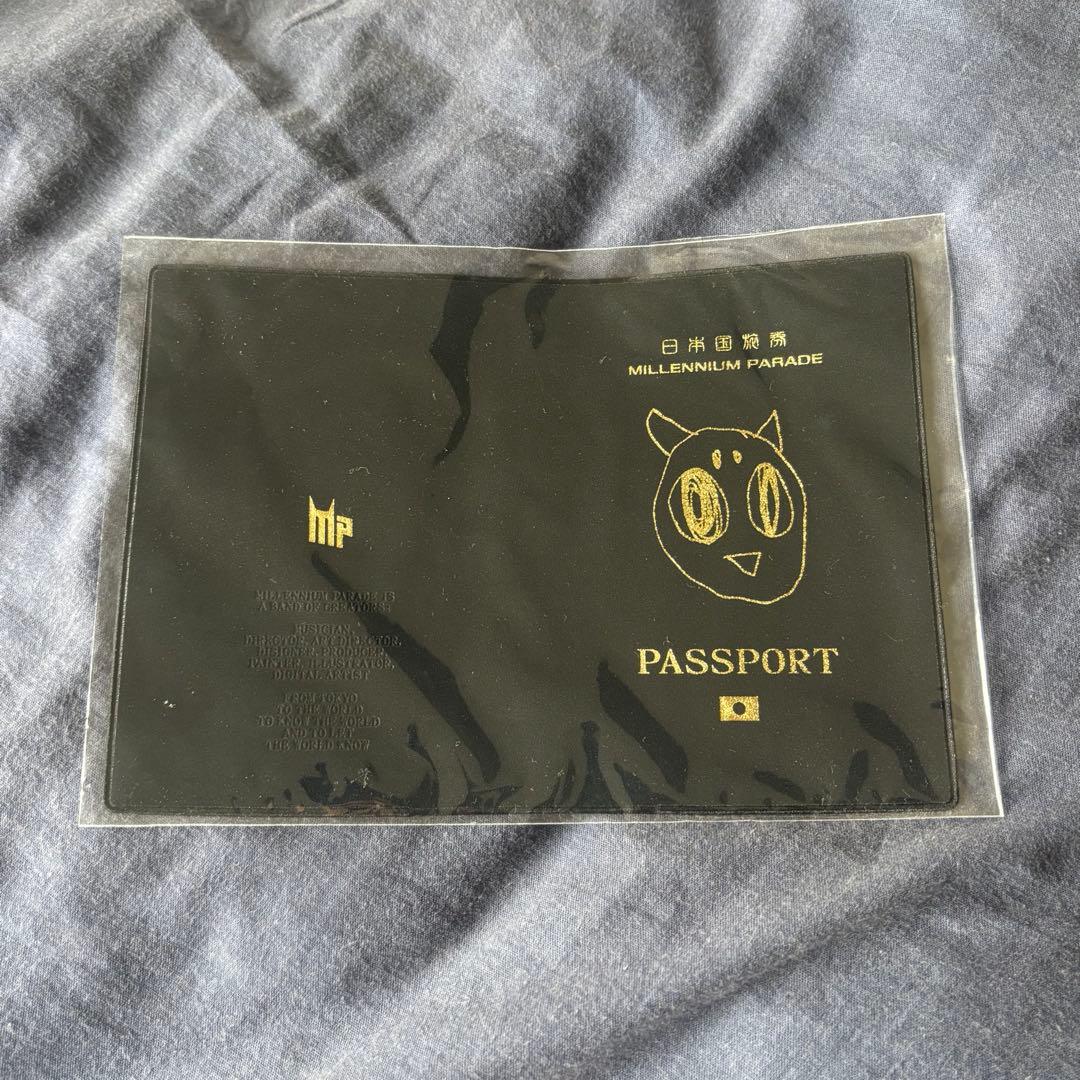 MP
MILLENNIUM PARADE IS
A BAND OF CREATORS:
MUSICIAN,
DIRECTOR, ART DIRECTOR,
PRODUCER,
PAINTER, ILLUSTRATOR,
DIGITAL ARTIST
FROM TOKYO
TO THE WORLD
TO KNOW THE WORLD
AND TO LET
THE WORLD KNOW
日本国旅券
MILLENNIUM PARADE
PASSPORT